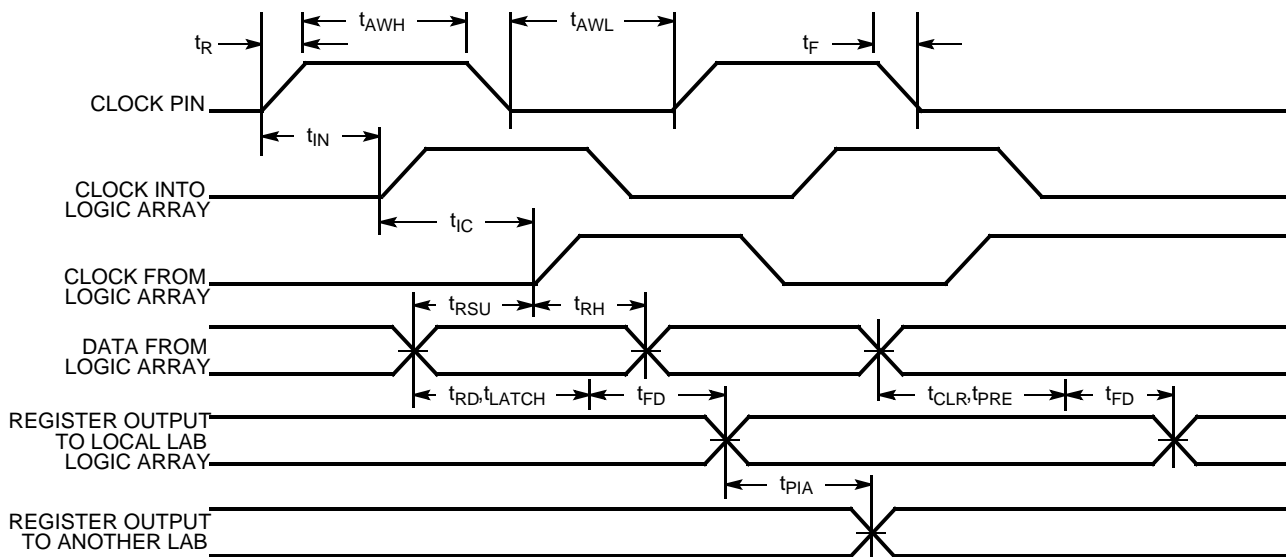 tAWH
tAWL
tR
tF
CLOCK PIN
tIN
CLOCK INTO
LOGIC ARRAY
tIC
CLOCK FROM
LOGIC ARRAY
tRSU
tRH
DATA FROM
LOGIC ARRAY
tRD,tLATCH
tFD
tCLR,tPRE
tFD
REGISTER OUTPUT
TO LOCAL LAB
LOGIC ARRAY
tPIA
REGISTER OUTPUT
TO ANOTHER LAB